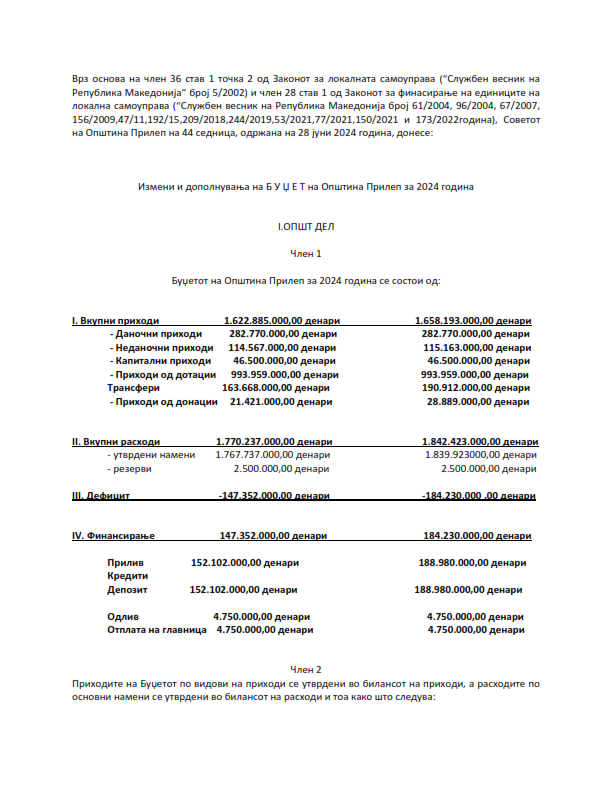 Врз основа на член 36 став 1 точка 2 од Законот за локалната самоуправа (“Службен весник на
Република Македонија” број 5/2002) и член 28 став 1 од Законот за финасирање на единиците на
локална самоуправа (“Службен весник на Република Македонија број 61/2004, 96/2004, 67/2007,
156/2009,47/11,192/15,209/2018,244/2019,53/2021,77/2021,150/2021 и 173/2022година), Советот
на Општина Прилеп на 44 седница, одржана на 28 јуни 2024 година, донесе:
Измени и дополнувања на Б У Џ Е Т на Општина Прилеп за 2024 година
I.ОПШТ ДЕЛ
Член 1
Буџетот на Општина Прилеп за 2024 година се состои од:
I. Вкупни приходи 1.622.885.000,00 денари 1.658.193.000,00 денари
- Даночни приходи 282.770.000,00 денари 282.770.000,00 денари
- Неданочни приходи 114.567.000,00 денари 115.163.000,00 денари
- Капитални приходи 46.500.000,00 денари 46.500.000,00 денари
- Приходи од дотации 993.959.000,00 денари 993.959.000,00 денари
Трансфери 163.668.000,00 денари 190.912.000,00 денари
- Приходи од донации 21.421.000,00 денари 28.889.000,00 денари
II. Вкупни расходи 1.770.237.000,00 денари 1.842.423.000,00 денари
- утврдени намени 1.767.737.000,00 денари 1.839.923000,00 денари
- резерви 2.500.000,00 денари 2.500.000,00 денари
III. Дефицит -147.352.000,00 денари -184.230.000 ,00 денари
IV. Финансирање 147.352.000,00 денари 184.230.000,00 денари
Прилив 152.102.000,00 денари 188.980.000,00 денари
Кредити
Депозит 152.102.000,00 денари 188.980.000,00 денари
Одлив 4.750.000,00 денари 4.750.000,00 денари
Отплата на главница 4.750.000,00 денари 4.750.000,00 денари
Член 2
Приходите на Буџетот по видови на приходи се утврдени во билансот на приходи, а расходите по
основни намени се утврдени во билансот на расходи и тоа како што следува: